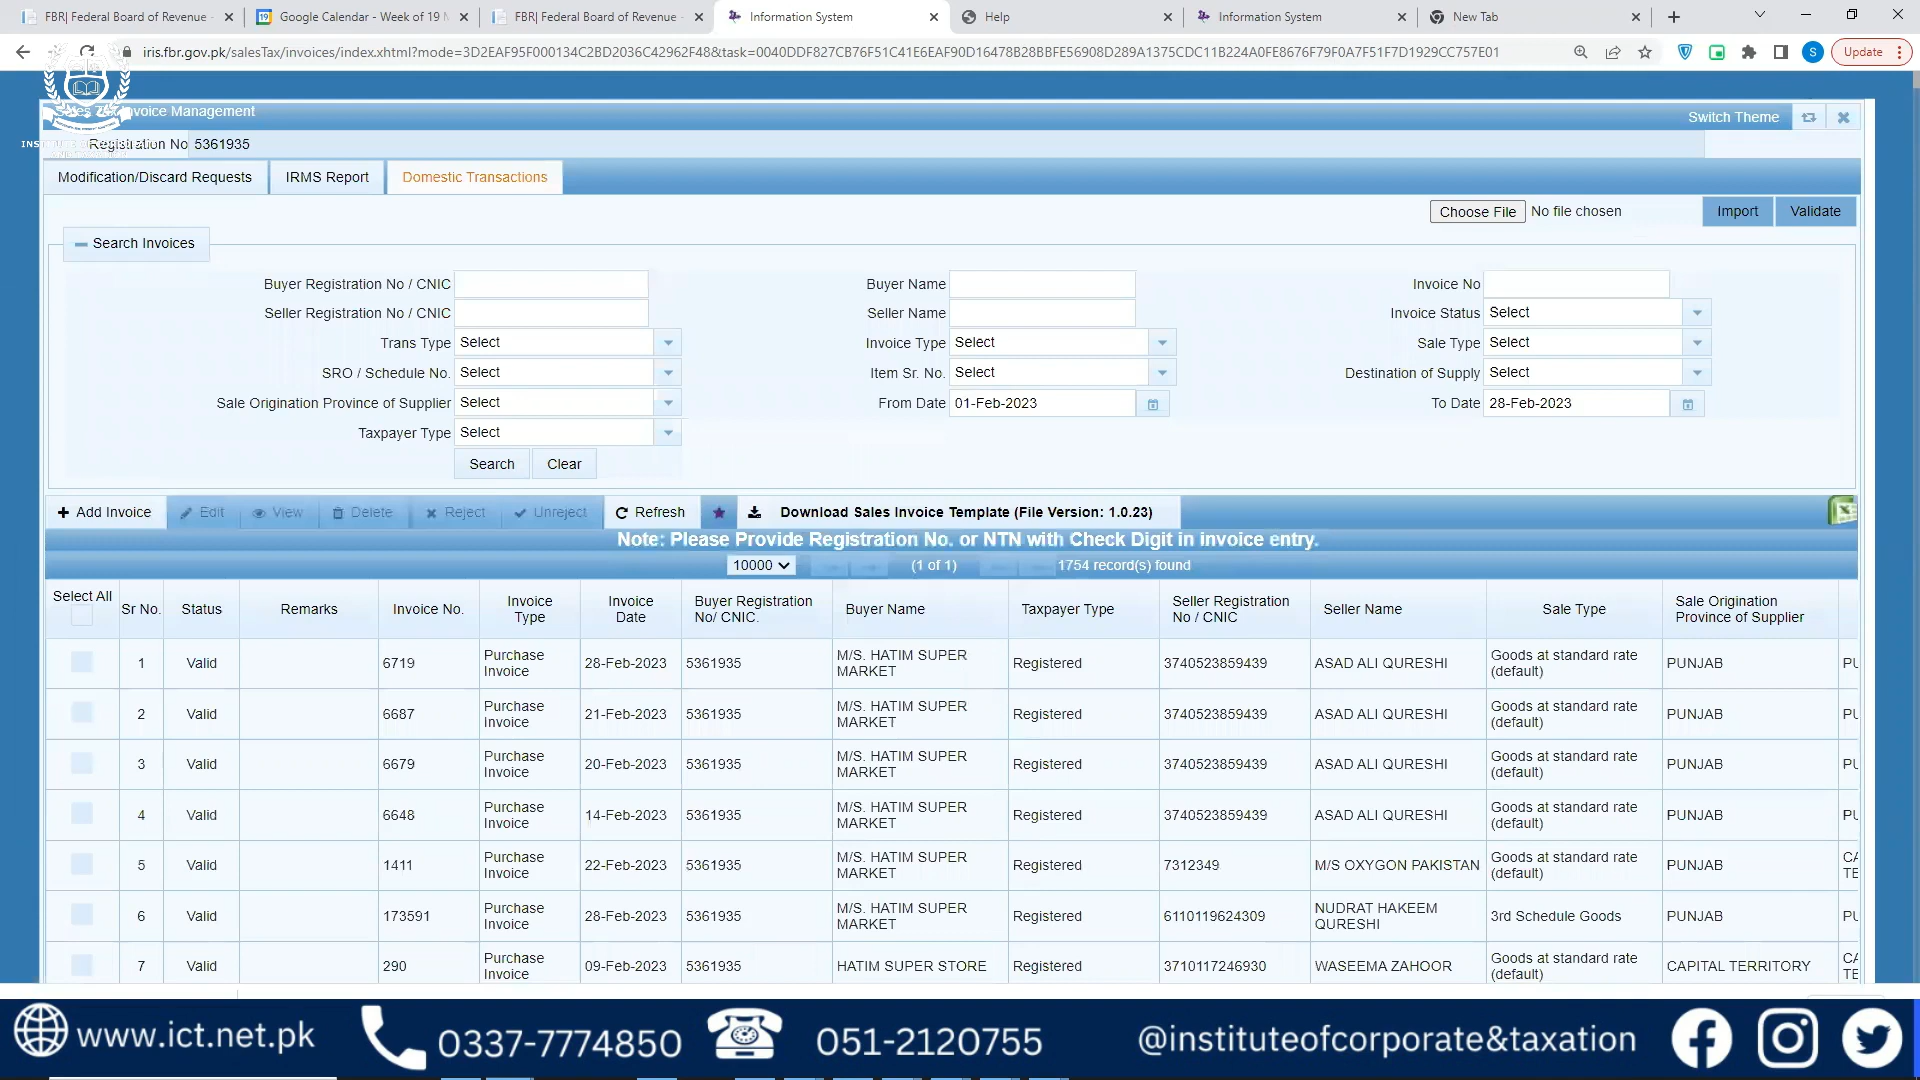 FBR| Federal Board of Revenue
Google Calendar - Week of 19 M
FBR| Federal Board of Revenue
Information System
Help
Information System
New Tab
iris.fbr.gov.pk/salesTax/invoices/index.xhtml?mode=3D2EAF95F000134C2BD2036C42962F48&task=0040DDF827CB76F51C41E6EAF90D16478B28BBFE56908D289A1375CDC11B224A0FE8676F79F0A7F51F7D1929CC757E01
S
Update
Invoice Management
Switch Theme
Registration No 5361935
Modification/Discard Requests
IRMS Report
Domestic Transactions
Choose File No file chosen
Import
Validate
Search Invoices
Buyer Registration No / CNIC
Buyer Name
Invoice No
Seller Registration No / CNIC
Seller Name
Invoice Status Select
Trans Type Select
Invoice Type Select
Sale Type Select
SRO / Schedule No. Select
Item Sr. No. Select
Destination of Supply Select
Sale Origination Province of Supplier Select
From Date 01-Feb-2023
To Date 28-Feb-2023
Taxpayer Type Select
Search
Clear
Add Invoice
Edit
View
Delete
Reject
Unreject
Refresh
Download Sales Invoice Template (File Version: 1.0.23)
Note: Please Provide Registration No. or NTN with Check Digit in invoice entry.
10000 (1 of 1) 1754 record(s) found
Select All Sr No. Status Remarks Invoice No. Invoice Type Invoice Date Buyer Registration No/ CNIC. Buyer Name Taxpayer Type Seller Registration No / CNIC Seller Name Sale Type Sale Origination Province of Supplier
1 Valid 6719 Purchase Invoice 28-Feb-2023 5361935 M/S. HATIM SUPER MARKET Registered 3740523859439 ASAD ALI QURESHI Goods at standard rate (default) PUNJAB PU
2 Valid 6687 Purchase Invoice 21-Feb-2023 5361935 M/S. HATIM SUPER MARKET Registered 3740523859439 ASAD ALI QURESHI Goods at standard rate (default) PUNJAB PU
3 Valid 6679 Purchase Invoice 20-Feb-2023 5361935 M/S. HATIM SUPER MARKET Registered 3740523859439 ASAD ALI QURESHI Goods at standard rate (default) PUNJAB PU
4 Valid 6648 Purchase Invoice 14-Feb-2023 5361935 M/S. HATIM SUPER MARKET Registered 3740523859439 ASAD ALI QURESHI Goods at standard rate (default) PUNJAB PU
5 Valid 1411 Purchase Invoice 22-Feb-2023 5361935 M/S. HATIM SUPER MARKET Registered 7312349 M/S OXYGON PAKISTAN Goods at standard rate (default) PUNJAB CA TE
6 Valid 173591 Purchase Invoice 28-Feb-2023 5361935 M/S. HATIM SUPER MARKET Registered 6110119624309 NUDRAT HAKEEM QURESHI 3rd Schedule Goods PUNJAB PU
7 Valid 290 Purchase Invoice 09-Feb-2023 5361935 HATIM SUPER STORE Registered 3710117246930 WASEEMA ZAHOOR Goods at standard rate (default) CAPITAL TERRITORY CA TE
www.ict.net.pk
0337-7774850
051-2120755
@instituteofcorporate&taxation